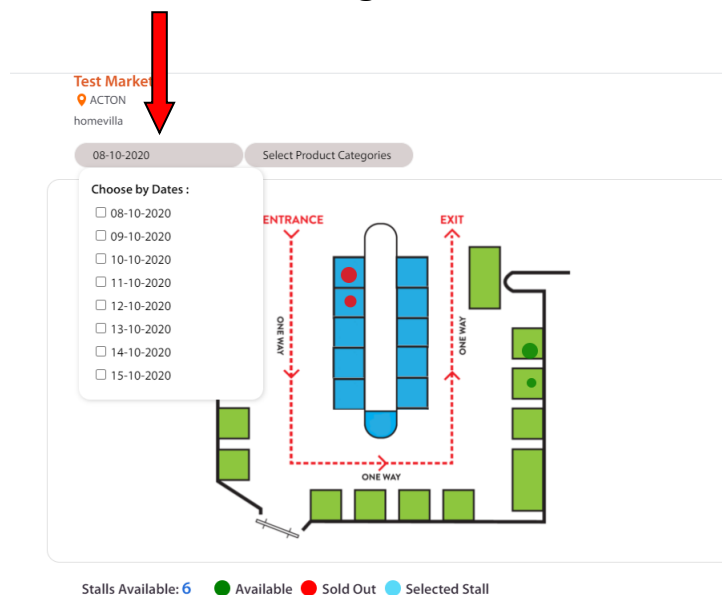 Test Market
ACTON
homevilla
08-10-2020
Select Product Categories
Choose by Dates :
08-10-2020
09-10-2020
10-10-2020
11-10-2020
12-10-2020
13-10-2020
14-10-2020
15-10-2020
ENTRANCE
EXIT
ONE WAY
ONE WAY
ONE WAY
Stalls Available: 6
Available
Sold Out
Selected Stall